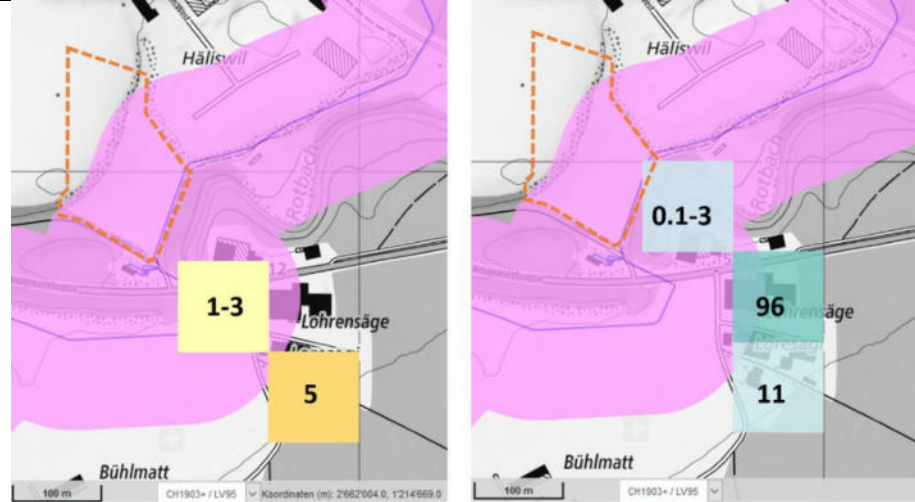 Häliswil
Rotbach
12
1-3
Lohrensäge
5
Bühlmatt
100 m
CH1903+ / LV95
Koordinaten (m): 2'662'004.0, 1'214'669.0
Häliswil
Rotbach
0.1-3
96
11
Bühlmatt
100 m
CH1903+ / LV95